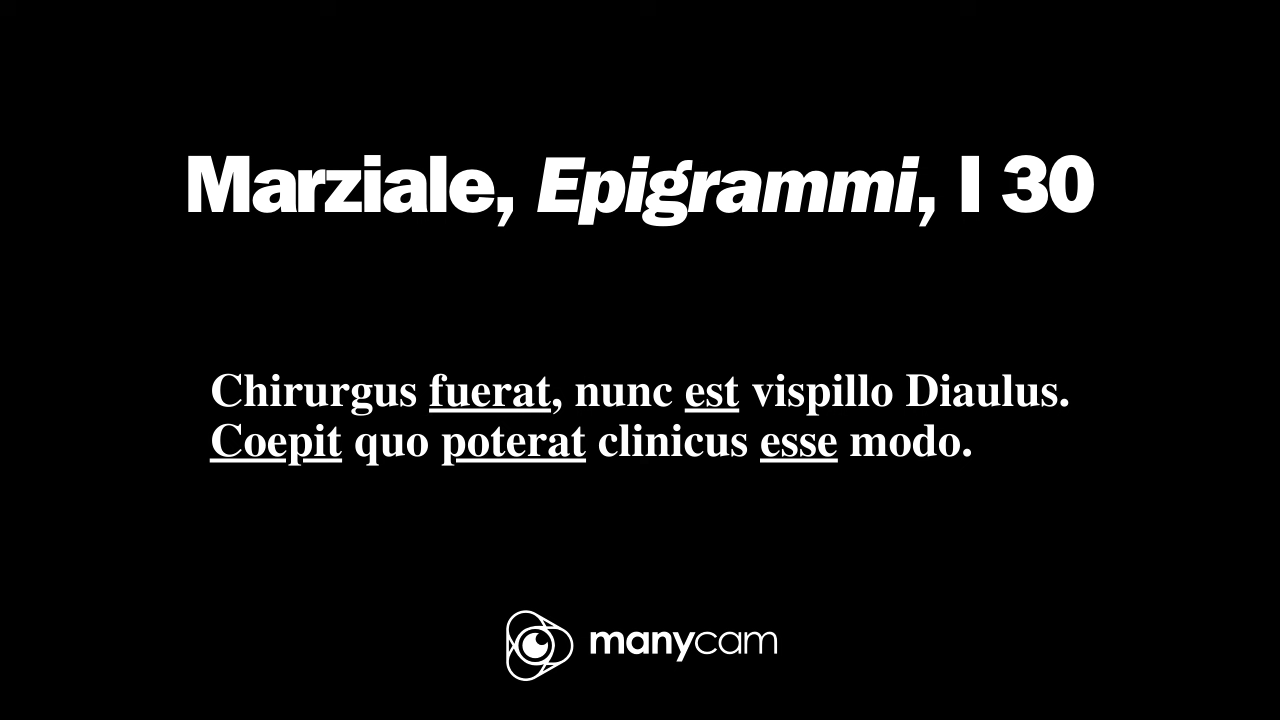 Marziale, Epigrammi, I 30
Chirurgus fuerat, nunc est vispillo Diaulus.
Coepit quo poterat clinicus esse modo.
manycam